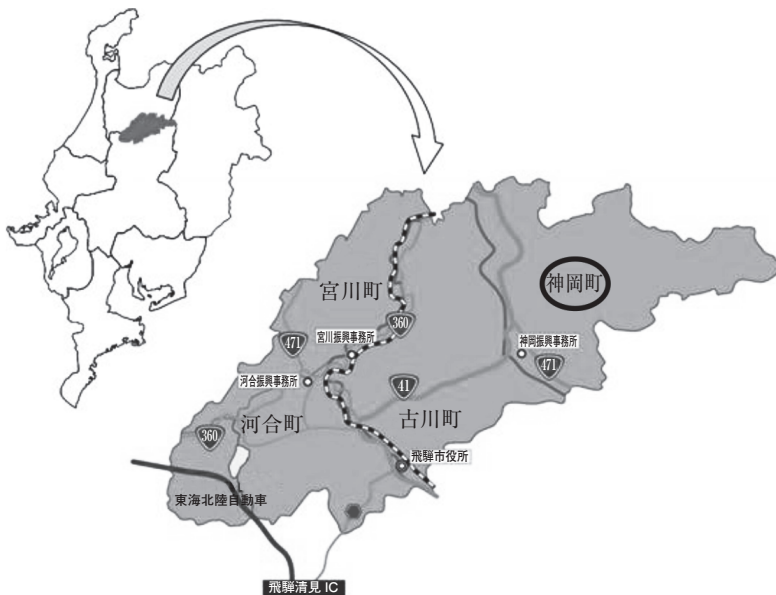 神岡町
宮川町
360
宮川振興事務所
471
神岡振興事務所
471
河合振興事務所
41
河合町
古川町
360
飛騨市役所
東海北陸自動車
飛騨清見 IC